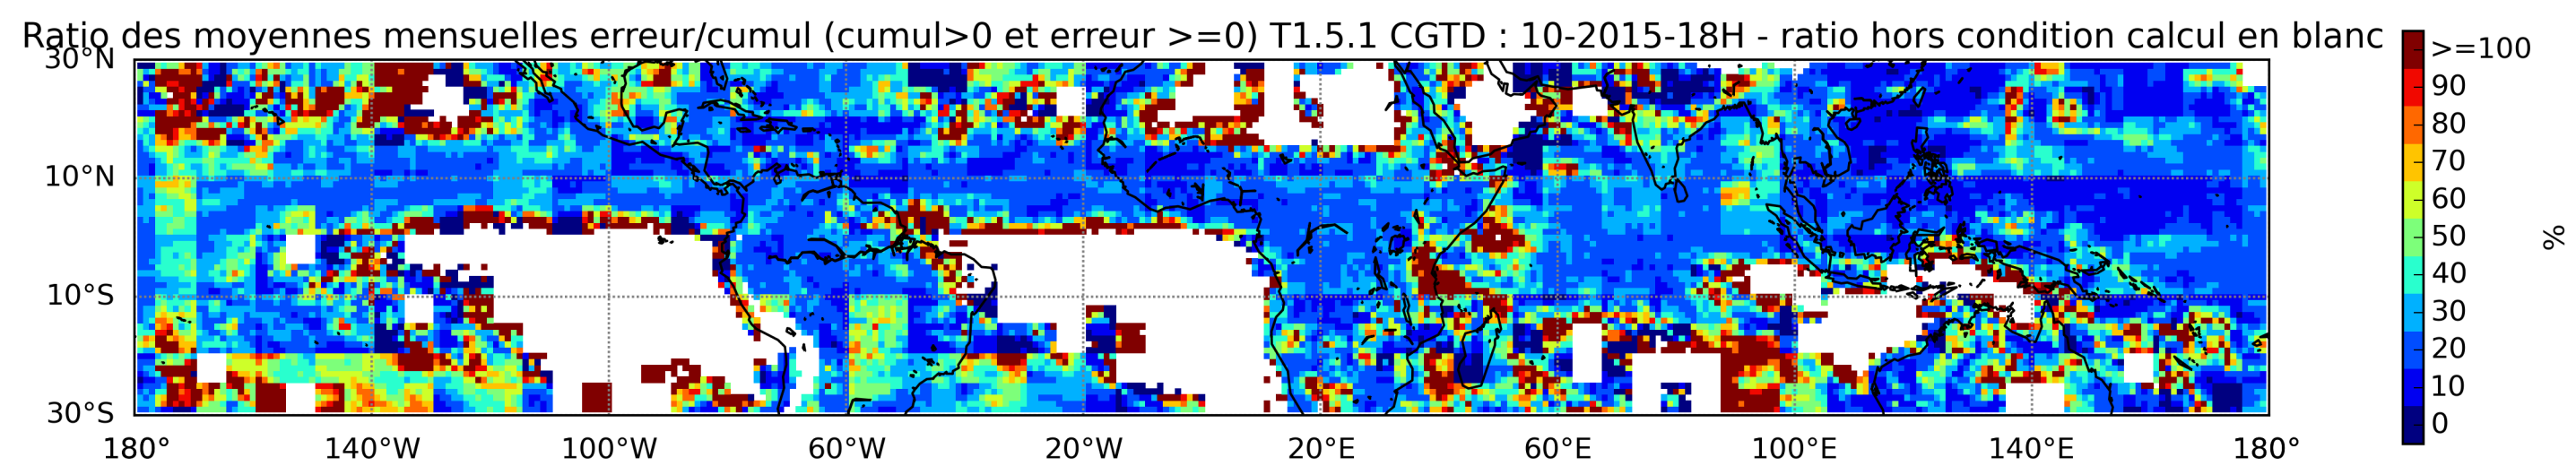 Ratio des moyennes mensuelles erreur/cumul (cumul>0 et erreur >=0) T1.5.1 CGTD : 10-2015-18H - ratio hors condition calcul en blanc
30°N
10°N
10°S
30°S
180° 140°W 100°W 60°W 20°W 20°E 60°E 100°E 140°E 180°
>=100
90
80
70
60
50
40
30
20
10
0
%